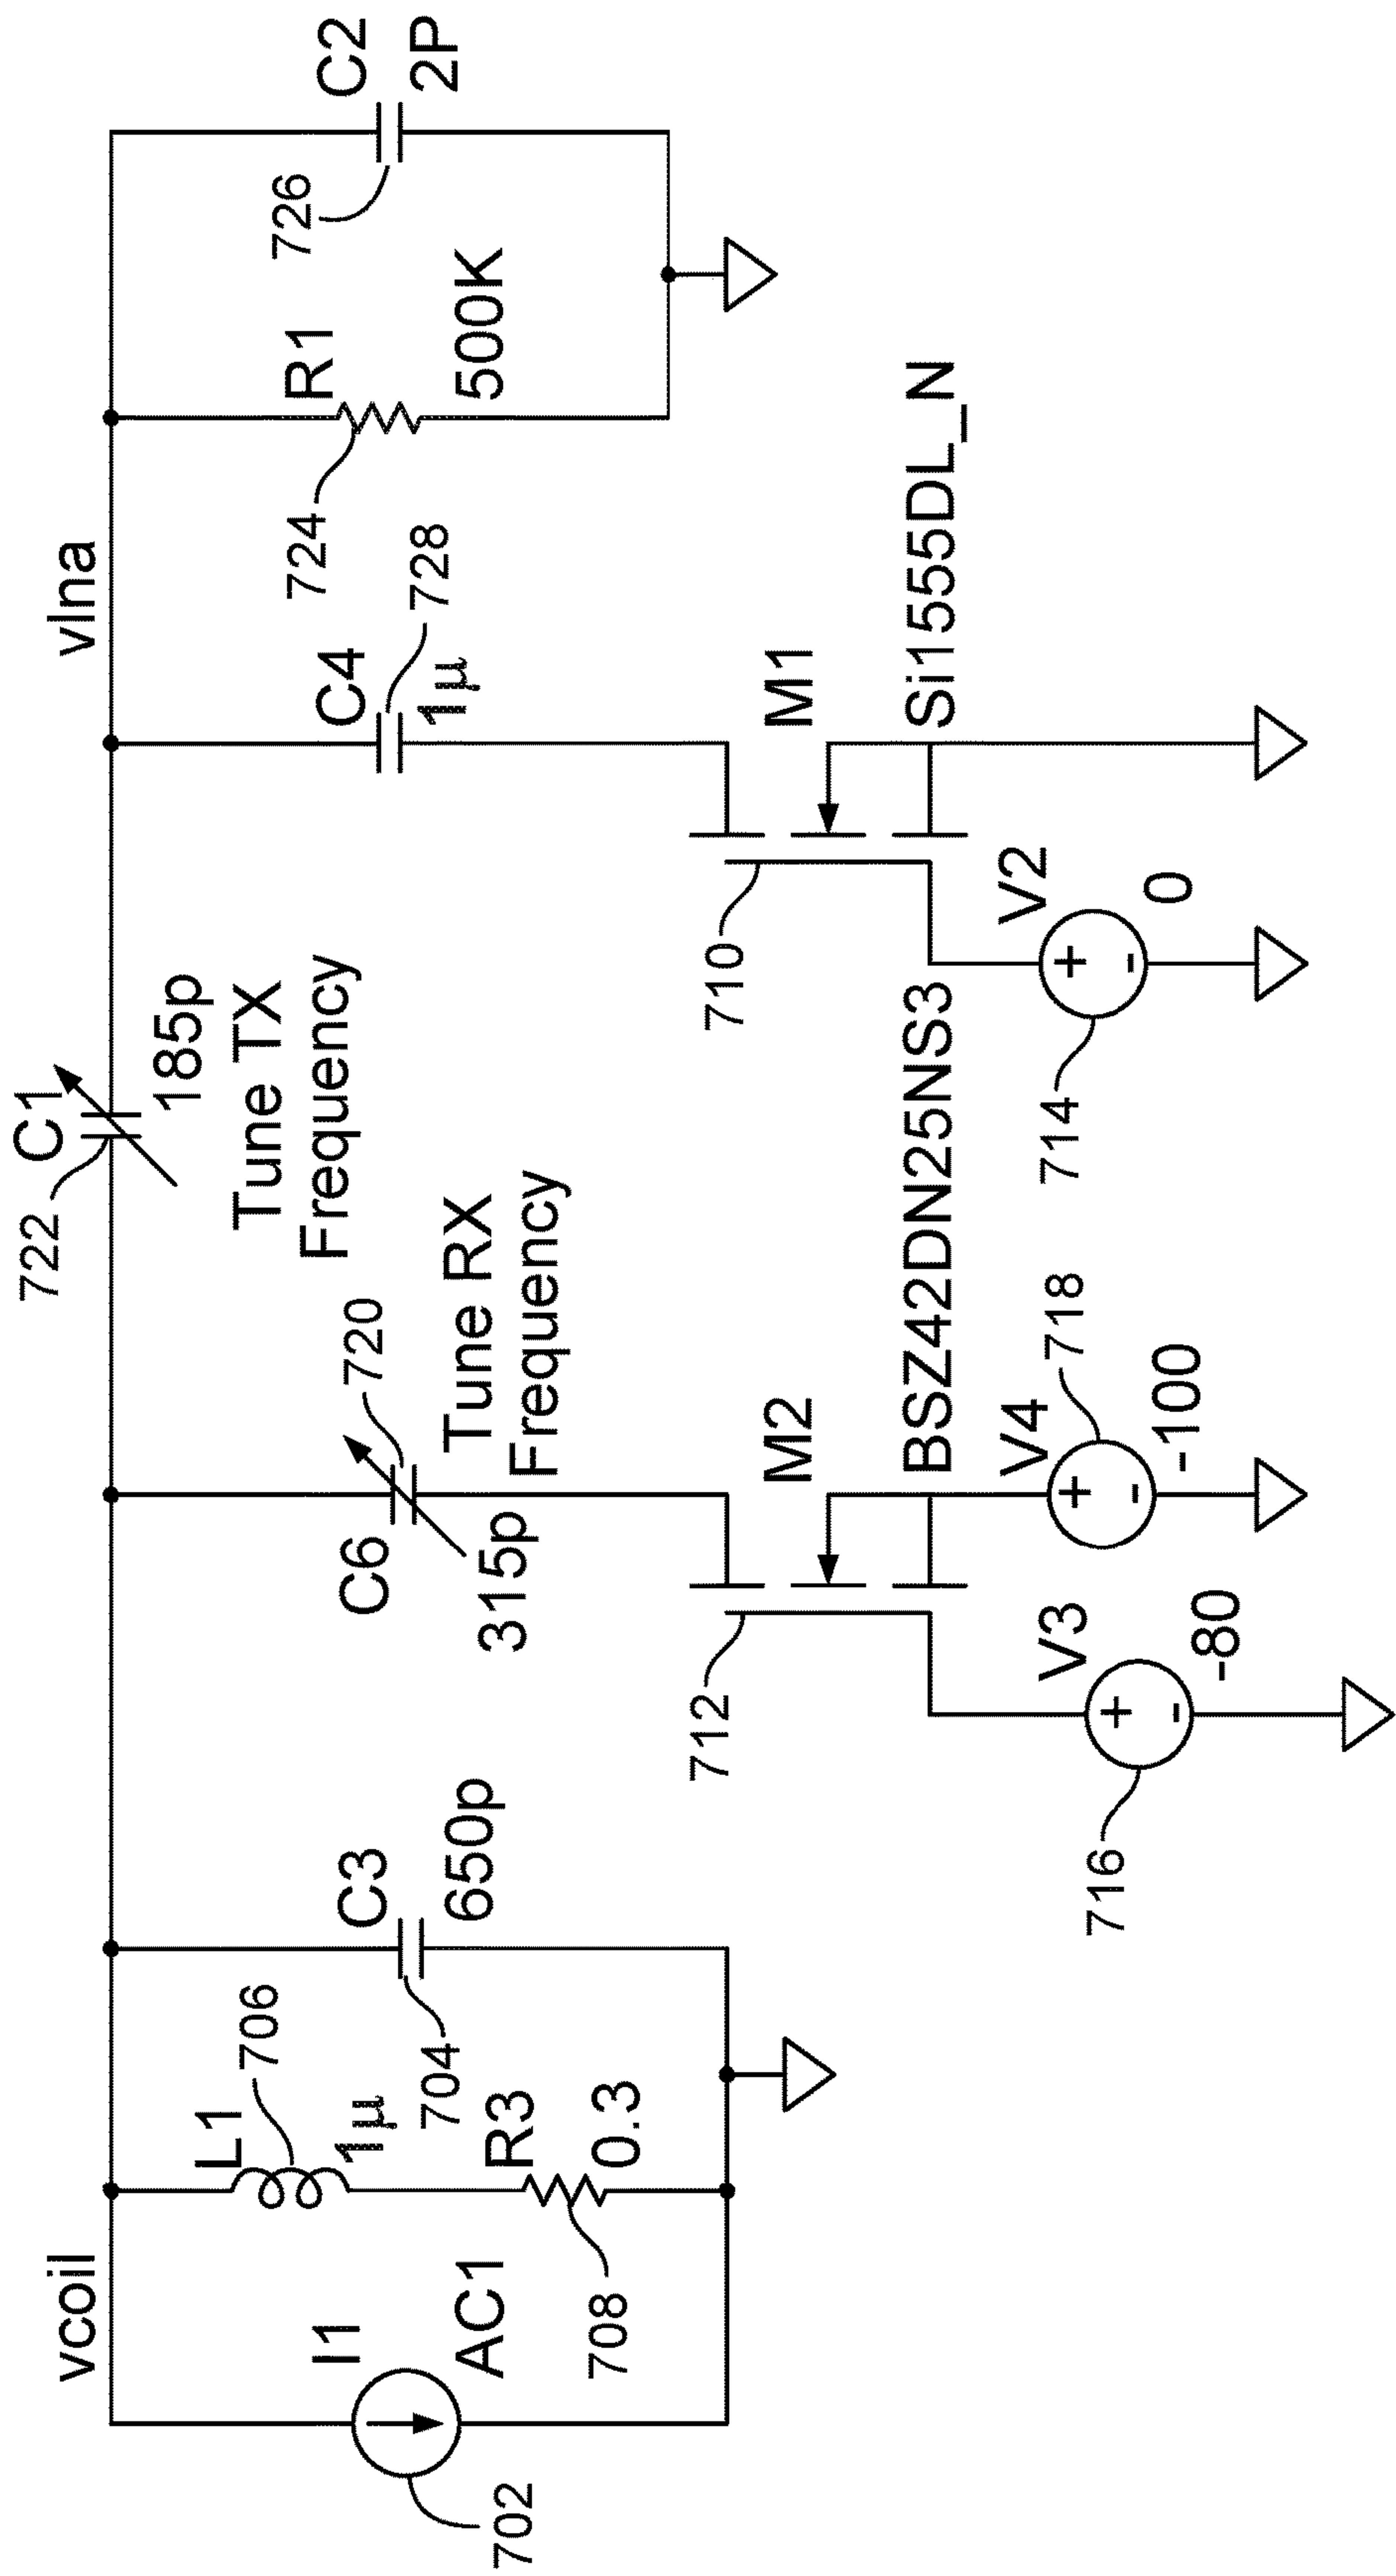 vcoil
vlna
722
C1
185p
Tune TX
Frequency
702
I1
AC1
L1
706
1µ
708
R3
0.3
704
C3
650p
C6
720
315p
Tune RX
Frequency
712
M2
BSZ42DN25NS3
716
V3
-80
V4
718
-100
C4
728
1µ
710
M1
Si1555DL_N
714
V2
0
724
R1
500K
726
C2
2P
+
-
+
-
+
-